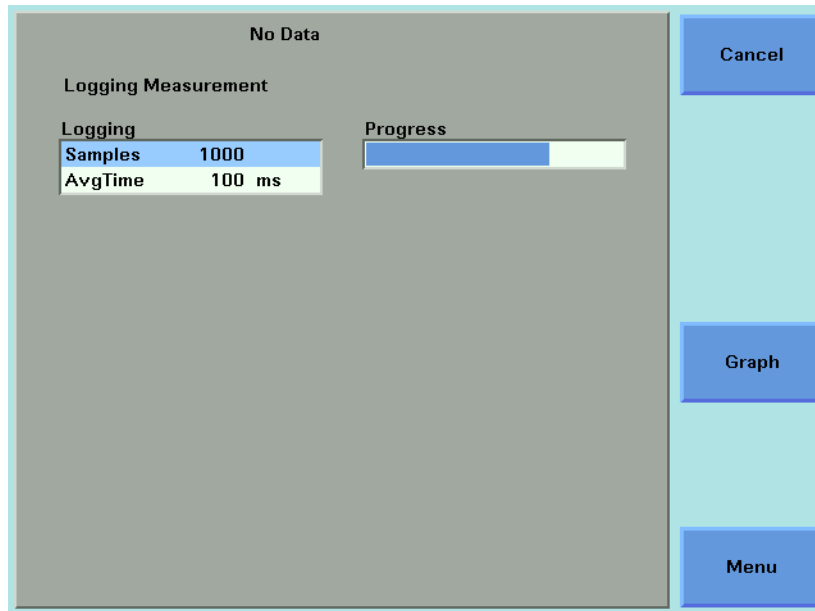 No Data
Cancel
Logging Measurement
Logging
Progress
Samples 1000
AvgTime 100 ms
Graph
Menu